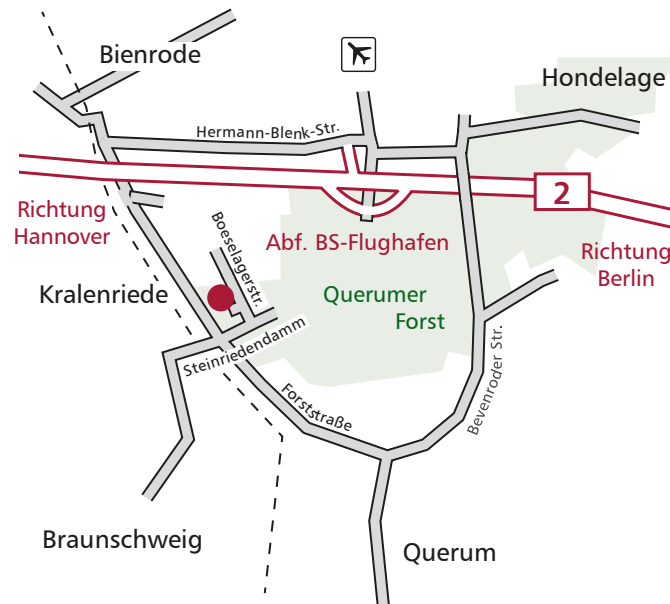 Bienrode
Hondelage
Hermann-Blenk-Str.
2
Richtung
Hannover
Boeselagerstr.
Abf. BS-Flughafen
Richtung
Berlin
Kralenriede
Querumer
Forst
Steinriedendamm
Bevenroder Str.
Forststraße
Braunschweig
Querum